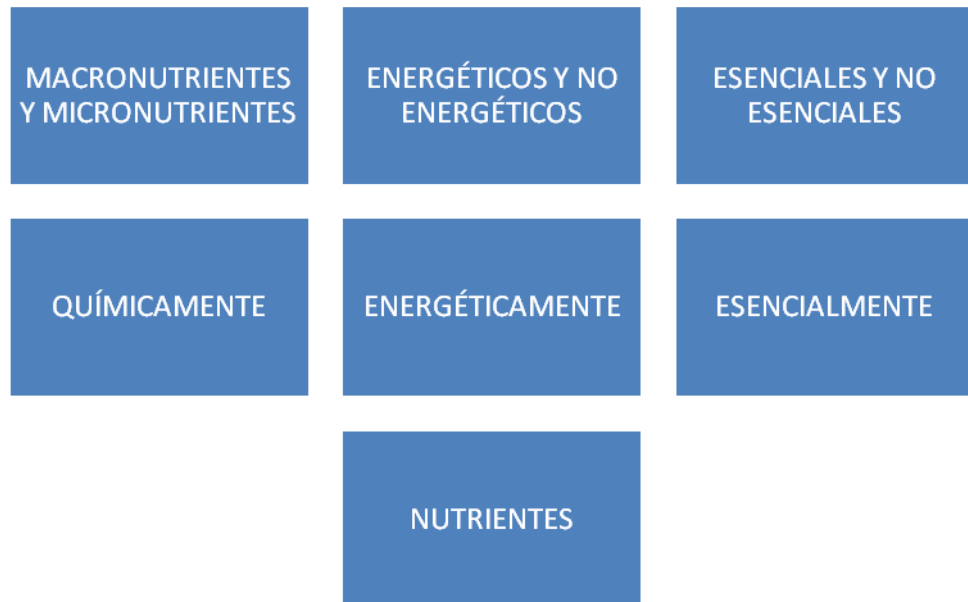 MACRONUTRIENTES
Y MICRONUTRIENTES
ENERGÉTICOS Y NO
ENERGÉTICOS
ESENCIALES Y NO
ESENCIALES
QUÍMICAMENTE
ENERGÉTICAMENTE
ESENCIALMENTE
NUTRIENTES